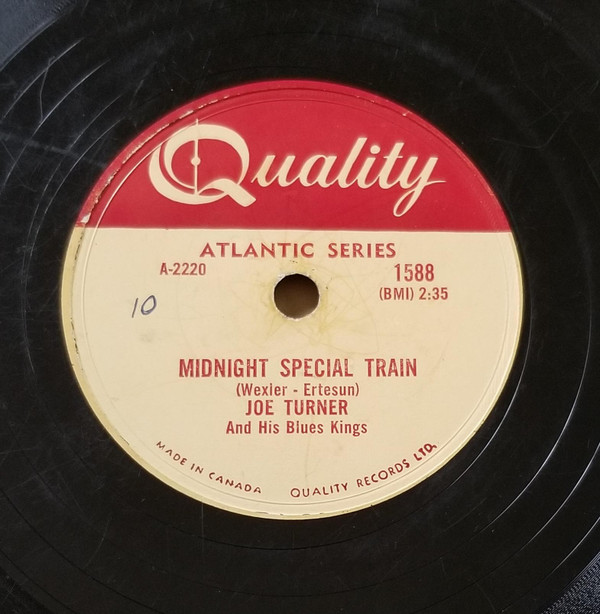 Quality
ATLANTIC SERIES
A-2220
1588
(BMI) 2:35
10
MIDNIGHT SPECIAL TRAIN
(Wexler - Ertesun)
JOE TURNER
And His Blues Kings
MADE IN CANADA QUALITY RECORDS LTD,